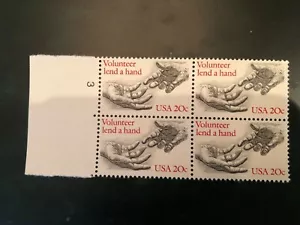 Volunteer
lend a hand
USA 20c
Volunteer
lend a hand
USA 20c
3
Volunteer
lend a hand
USA 20c
Volunteer
lend a hand
USA 20c